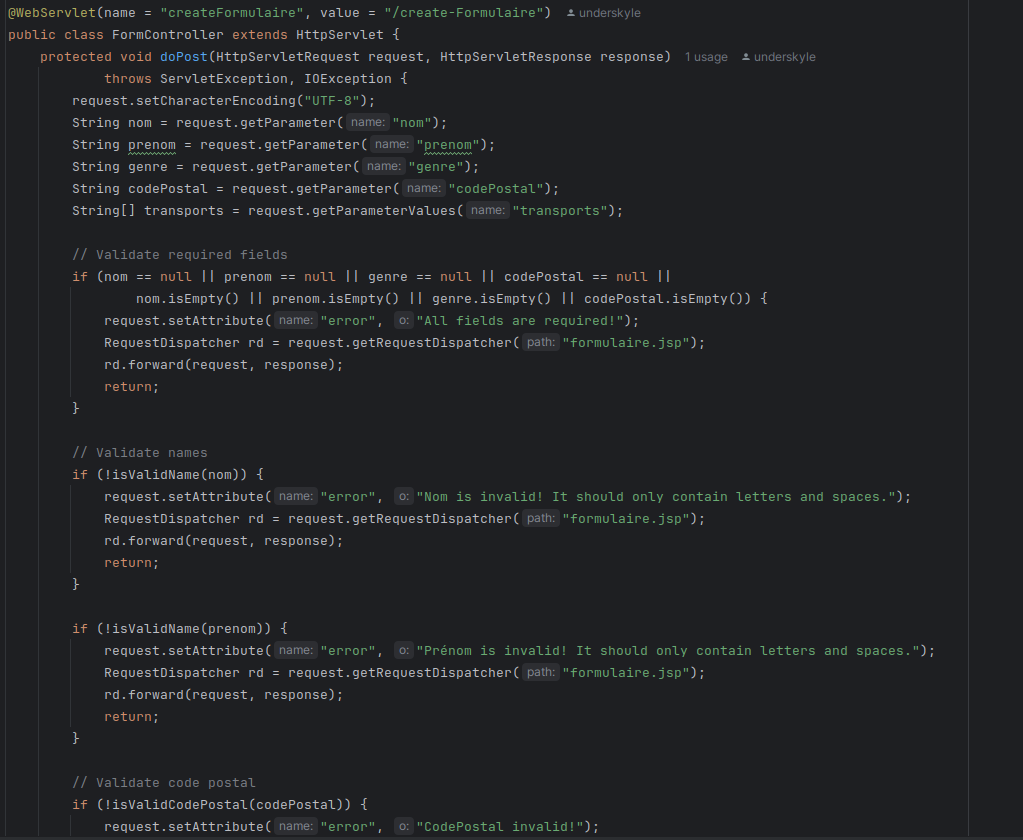 @WebServlet(name = "createFormulaire", value = "/create-Formulaire") underskyle
public class FormController extends HttpServlet {
    protected void doPost(HttpServletRequest request, HttpServletResponse response) 1 usage underskyle
            throws ServletException, IOException {
        request.setCharacterEncoding("UTF-8");
        String nom = request.getParameter( name: "nom");
        String prenom = request.getParameter( name: "prenom");
        String genre = request.getParameter( name: "genre");
        String codePostal = request.getParameter( name: "codePostal");
        String[] transports = request.getParameterValues( name: "transports");

        // Validate required fields
        if (nom == null || prenom == null || genre == null || codePostal == null ||
                nom.isEmpty() || prenom.isEmpty() || genre.isEmpty() || codePostal.isEmpty()) {
            request.setAttribute( name: "error", o: "All fields are required!");
            RequestDispatcher rd = request.getRequestDispatcher( path: "formulaire.jsp");
            rd.forward(request, response);
            return;
        }

        // Validate names
        if (!isValidName(nom)) {
            request.setAttribute( name: "error", o: "Nom is invalid! It should only contain letters and spaces.");
            RequestDispatcher rd = request.getRequestDispatcher( path: "formulaire.jsp");
            rd.forward(request, response);
            return;
        }

        if (!isValidName(prenom)) {
            request.setAttribute( name: "error", o: "Prénom is invalid! It should only contain letters and spaces.");
            RequestDispatcher rd = request.getRequestDispatcher( path: "formulaire.jsp");
            rd.forward(request, response);
            return;
        }

        // Validate code postal
        if (!isValidCodePostal(codePostal)) {
            request.setAttribute( name: "error", o: "CodePostal invalid!");